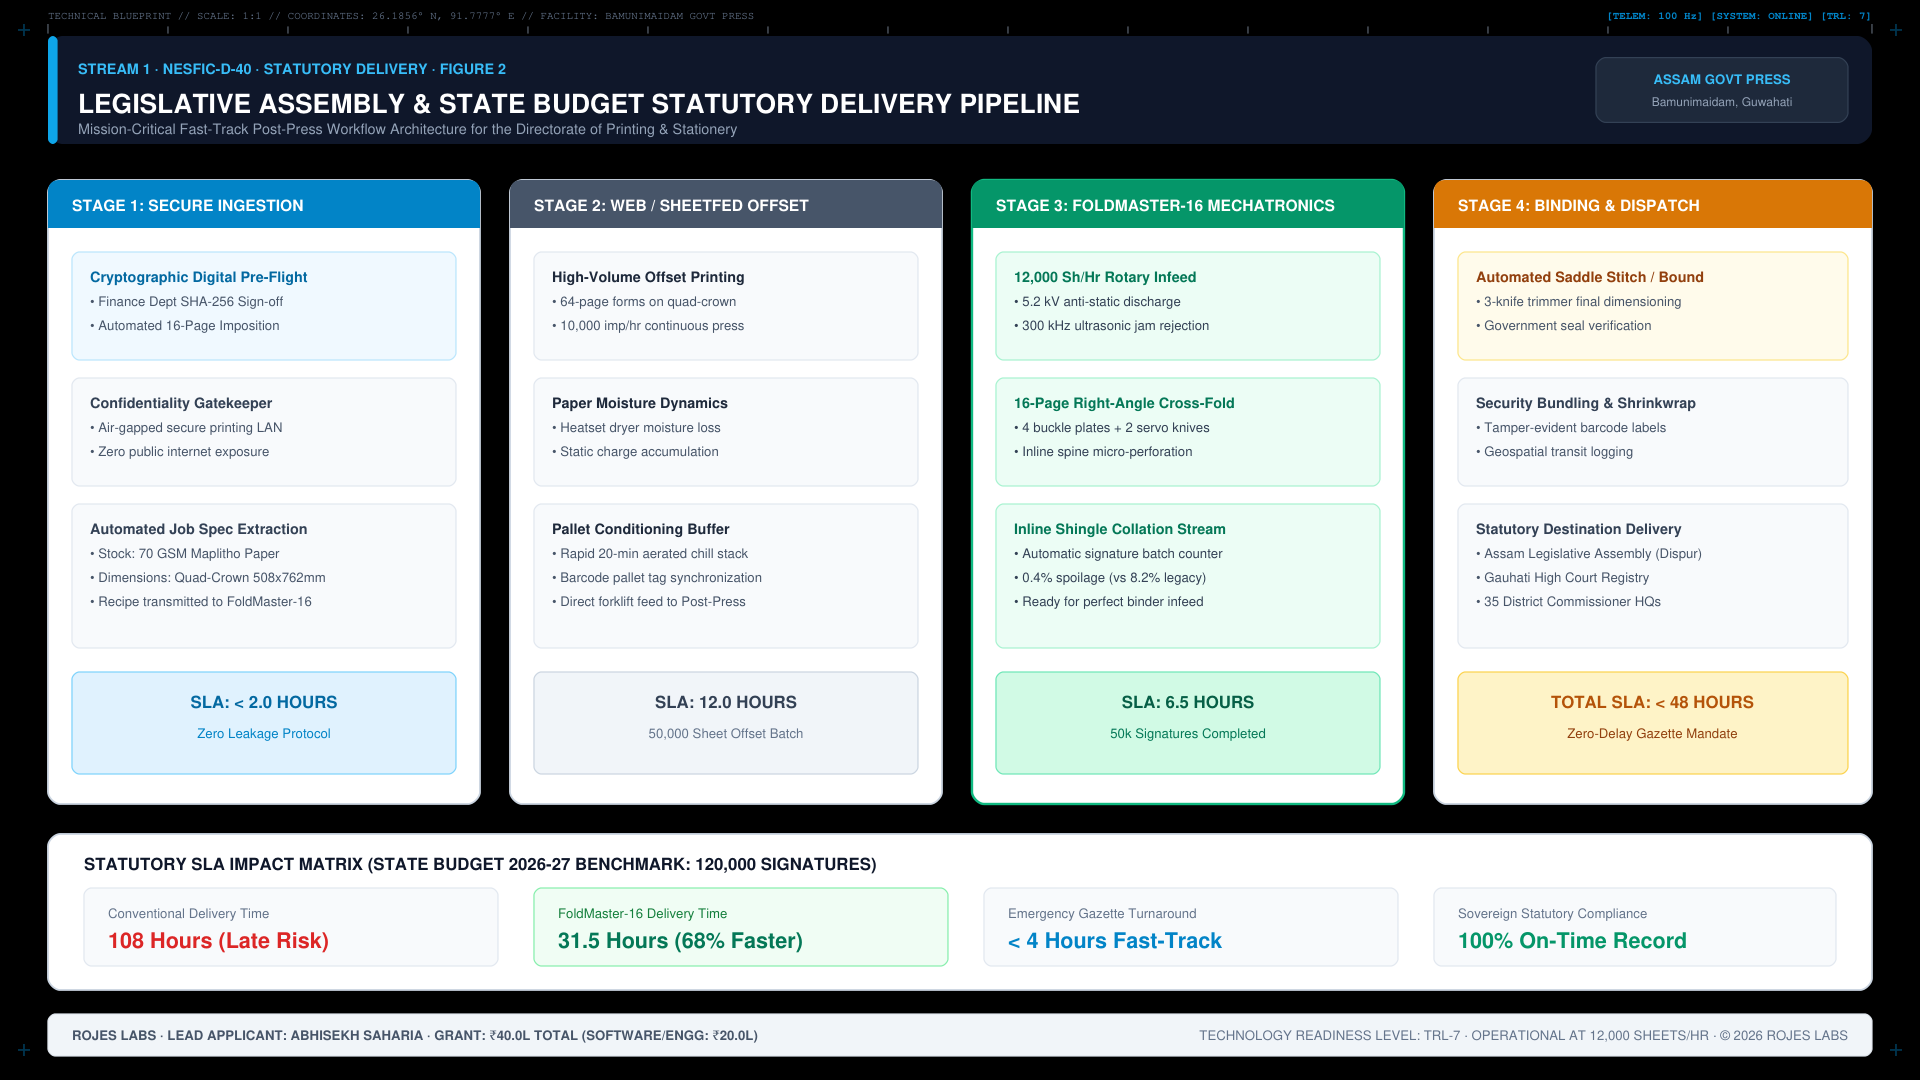 TECHNICAL BLUEPRINT // SCALE: 1:1 // COORDINATES: 26.1856° N, 91.7777° E // FACILITY: BAMUNIMAIDAM GOVT PRESS
[TELEM: 100 Hz] [SYSTEM: ONLINE] [TRL: 7]
STREAM 1 · NESFIC-D-40 · STATUTORY DELIVERY · FIGURE 2
LEGISLATIVE ASSEMBLY & STATE BUDGET STATUTORY DELIVERY PIPELINE
Mission-Critical Fast-Track Post-Press Workflow Architecture for the Directorate of Printing & Stationery
ASSAM GOVT PRESS
Bamunimaidam, Guwahati
STAGE 1: SECURE INGESTION
Cryptographic Digital Pre-Flight
• Finance Dept SHA-256 Sign-off
• Automated 16-Page Imposition
Confidentiality Gatekeeper
• Air-gapped secure printing LAN
• Zero public internet exposure
Automated Job Spec Extraction
• Stock: 70 GSM Maplitho Paper
• Dimensions: Quad-Crown 508x762mm
• Recipe transmitted to FoldMaster-16
SLA: < 2.0 HOURS
Zero Leakage Protocol
STAGE 2: WEB / SHEETFED OFFSET
High-Volume Offset Printing
• 64-page forms on quad-crown
• 10,000 imp/hr continuous press
Paper Moisture Dynamics
• Heatset dryer moisture loss
• Static charge accumulation
Pallet Conditioning Buffer
• Rapid 20-min aerated chill stack
• Barcode pallet tag synchronization
• Direct forklift feed to Post-Press
SLA: 12.0 HOURS
50,000 Sheet Offset Batch
STAGE 3: FOLDMASTER-16 MECHATRONICS
12,000 Sh/Hr Rotary Infeed
• 5.2 kV anti-static discharge
• 300 kHz ultrasonic jam rejection
16-Page Right-Angle Cross-Fold
• 4 buckle plates + 2 servo knives
• Inline spine micro-perforation
Inline Shingle Collation Stream
• Automatic signature batch counter
• 0.4% spoilage (vs 8.2% legacy)
• Ready for perfect binder infeed
SLA: 6.5 HOURS
50k Signatures Completed
STAGE 4: BINDING & DISPATCH
Automated Saddle Stitch / Bound
• 3-knife trimmer final dimensioning
• Government seal verification
Security Bundling & Shrinkwrap
• Tamper-evident barcode labels
• Geospatial transit logging
Statutory Destination Delivery
• Assam Legislative Assembly (Dispur)
• Gauhati High Court Registry
• 35 District Commissioner HQs
TOTAL SLA: < 48 HOURS
Zero-Delay Gazette Mandate
STATUTORY SLA IMPACT MATRIX (STATE BUDGET 2026-27 BENCHMARK: 120,000 SIGNATURES)
Conventional Delivery Time
108 Hours (Late Risk)
FoldMaster-16 Delivery Time
31.5 Hours (68% Faster)
Emergency Gazette Turnaround
< 4 Hours Fast-Track
Sovereign Statutory Compliance
100% On-Time Record
ROJES LABS · LEAD APPLICANT: ABHISEKH SAHARIA · GRANT: ₹40.0L TOTAL (SOFTWARE/ENGG: ₹20.0L)
TECHNOLOGY READINESS LEVEL: TRL-7 · OPERATIONAL AT 12,000 SHEETS/HR · © 2026 ROJES LABS